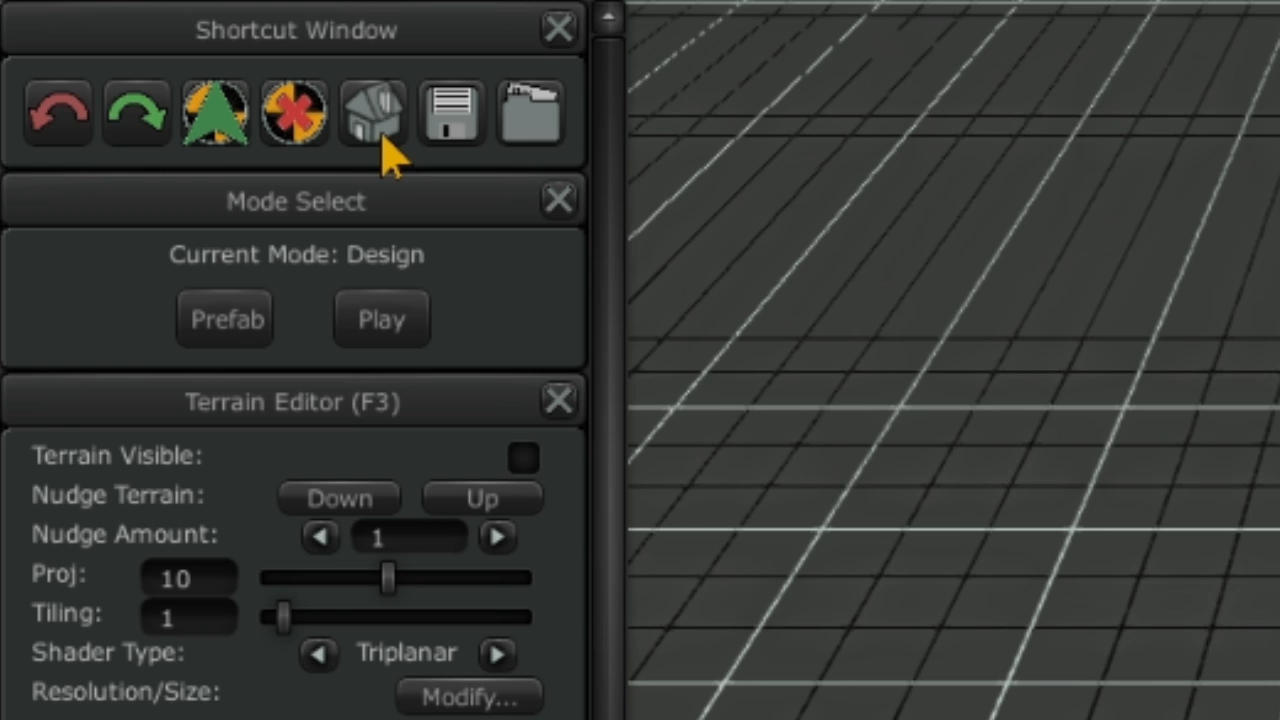 Shortcut Window
Mode Select
Current Mode: Design
Prefab Play
Terrain Editor (F3)
Terrain Visible:
Nudge Terrain: Down Up
Nudge Amount: 1
Proj: 10
Tiling: 1
Shader Type: Triplanar
Resolution/Size: Modify...